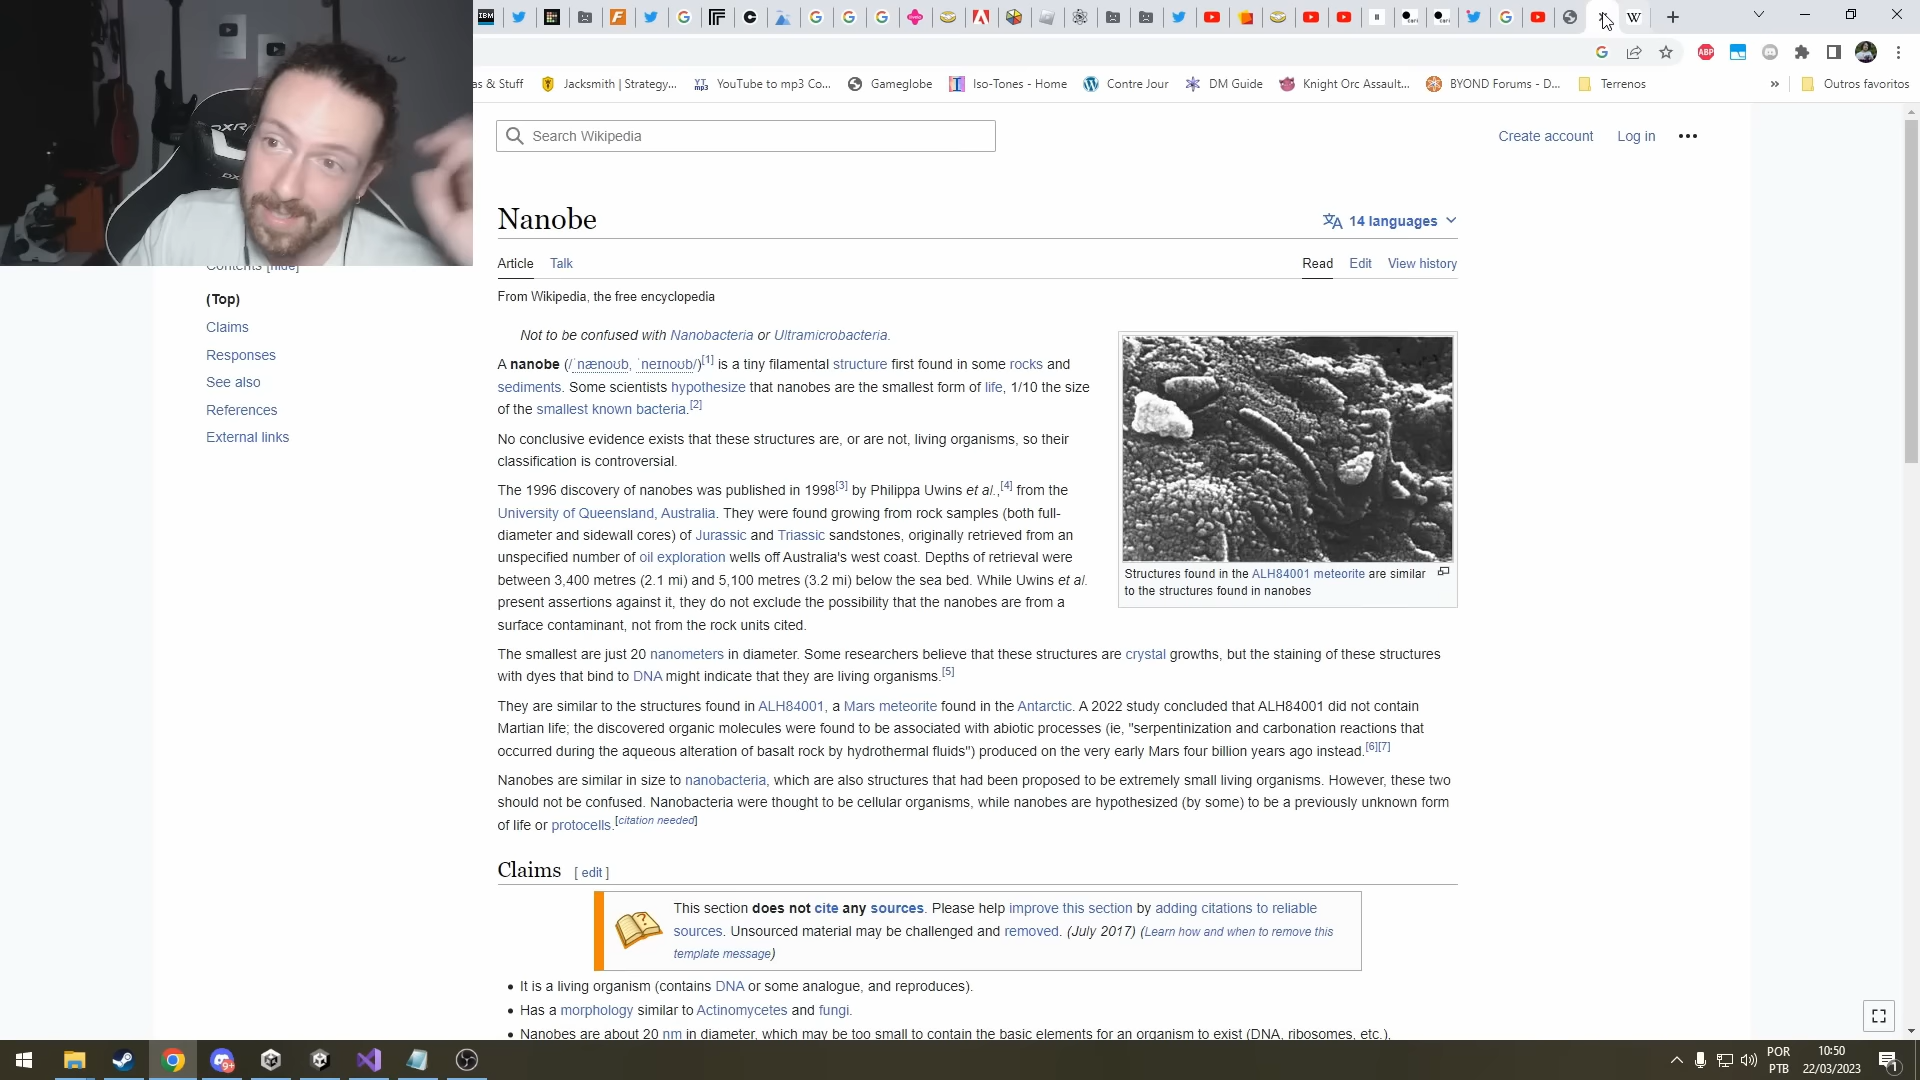 as & Stuff
Jacksmith | Strategy...
YouTube to mp3 Co...
Gameglobe
Iso-Tones - Home
Contre Jour
DM Guide
Knight Orc Assault...
BYOND Forums - D...
Terrenos
»
Outros favoritos
Search Wikipedia
Create account
Log in
Nanobe
14 languages
Article
Talk
Read
Edit
View history
From Wikipedia, the free encyclopedia
Contents [hide]
(Top)
Claims
Responses
See also
References
External links
Not to be confused with Nanobacteria or Ultramicrobacteria.
A nanobe (/ˈnænoʊb, ˈneɪnoʊb/)[1] is a tiny filamental structure first found in some rocks and
sediments. Some scientists hypothesize that nanobes are the smallest form of life, 1/10 the size
of the smallest known bacteria.[2]
No conclusive evidence exists that these structures are, or are not, living organisms, so their
classification is controversial.
The 1996 discovery of nanobes was published in 1998[3] by Philippa Uwins et al.,[4] from the
University of Queensland, Australia. They were found growing from rock samples (both full-
diameter and sidewall cores) of Jurassic and Triassic sandstones, originally retrieved from an
unspecified number of oil exploration wells off Australia's west coast. Depths of retrieval were
between 3,400 metres (2.1 mi) and 5,100 metres (3.2 mi) below the sea bed. While Uwins et al.
present assertions against it, they do not exclude the possibility that the nanobes are from a
surface contaminant, not from the rock units cited.
Structures found in the ALH84001 meteorite are similar
to the structures found in nanobes
The smallest are just 20 nanometers in diameter. Some researchers believe that these structures are crystal growths, but the staining of these structures
with dyes that bind to DNA might indicate that they are living organisms.[5]
They are similar to the structures found in ALH84001, a Mars meteorite found in the Antarctic. A 2022 study concluded that ALH84001 did not contain
Martian life; the discovered organic molecules were found to be associated with abiotic processes (ie, "serpentinization and carbonation reactions that
occurred during the aqueous alteration of basalt rock by hydrothermal fluids") produced on the very early Mars four billion years ago instead.[6][7]
Nanobes are similar in size to nanobacteria, which are also structures that had been proposed to be extremely small living organisms. However, these two
should not be confused. Nanobacteria were thought to be cellular organisms, while nanobes are hypothesized (by some) to be a previously unknown form
of life or protocells.[citation needed]
Claims [ edit ]
This section does not cite any sources. Please help improve this section by adding citations to reliable
sources. Unsourced material may be challenged and removed. (July 2017) (Learn how and when to remove this
template message)
• It is a living organism (contains DNA or some analogue, and reproduces).
• Has a morphology similar to Actinomycetes and fungi.
• Nanobes are about 20 nm in diameter, which may be too small to contain the basic elements for an organism to exist (DNA, ribosomes, etc.),
POR
PTB
10:50
22/03/2023